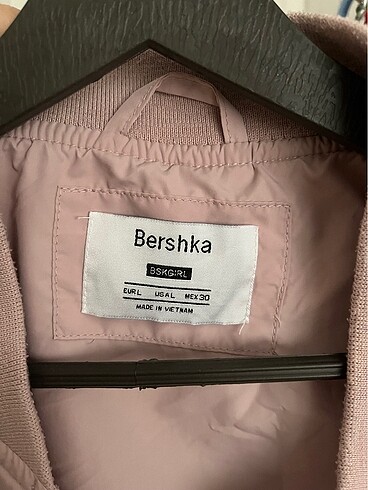 Bershka
BSKGIRL
EUR L USA L MEX 30
MADE IN VIETNAM